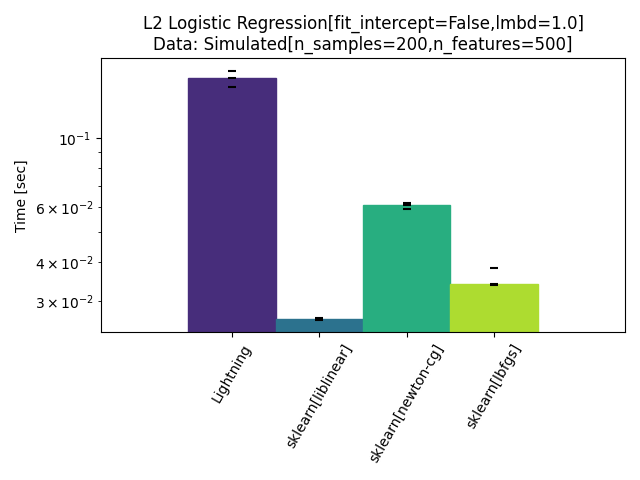 L2 Logistic Regression[fit_intercept=False,lmbd=1.0]
Data: Simulated[n_samples=200,n_features=500]
Time [sec]
10⁻¹
6 × 10⁻²
4 × 10⁻²
3 × 10⁻²
Lightning
sklearn[liblinear]
sklearn[newton-cg]
sklearn[lbfgs]